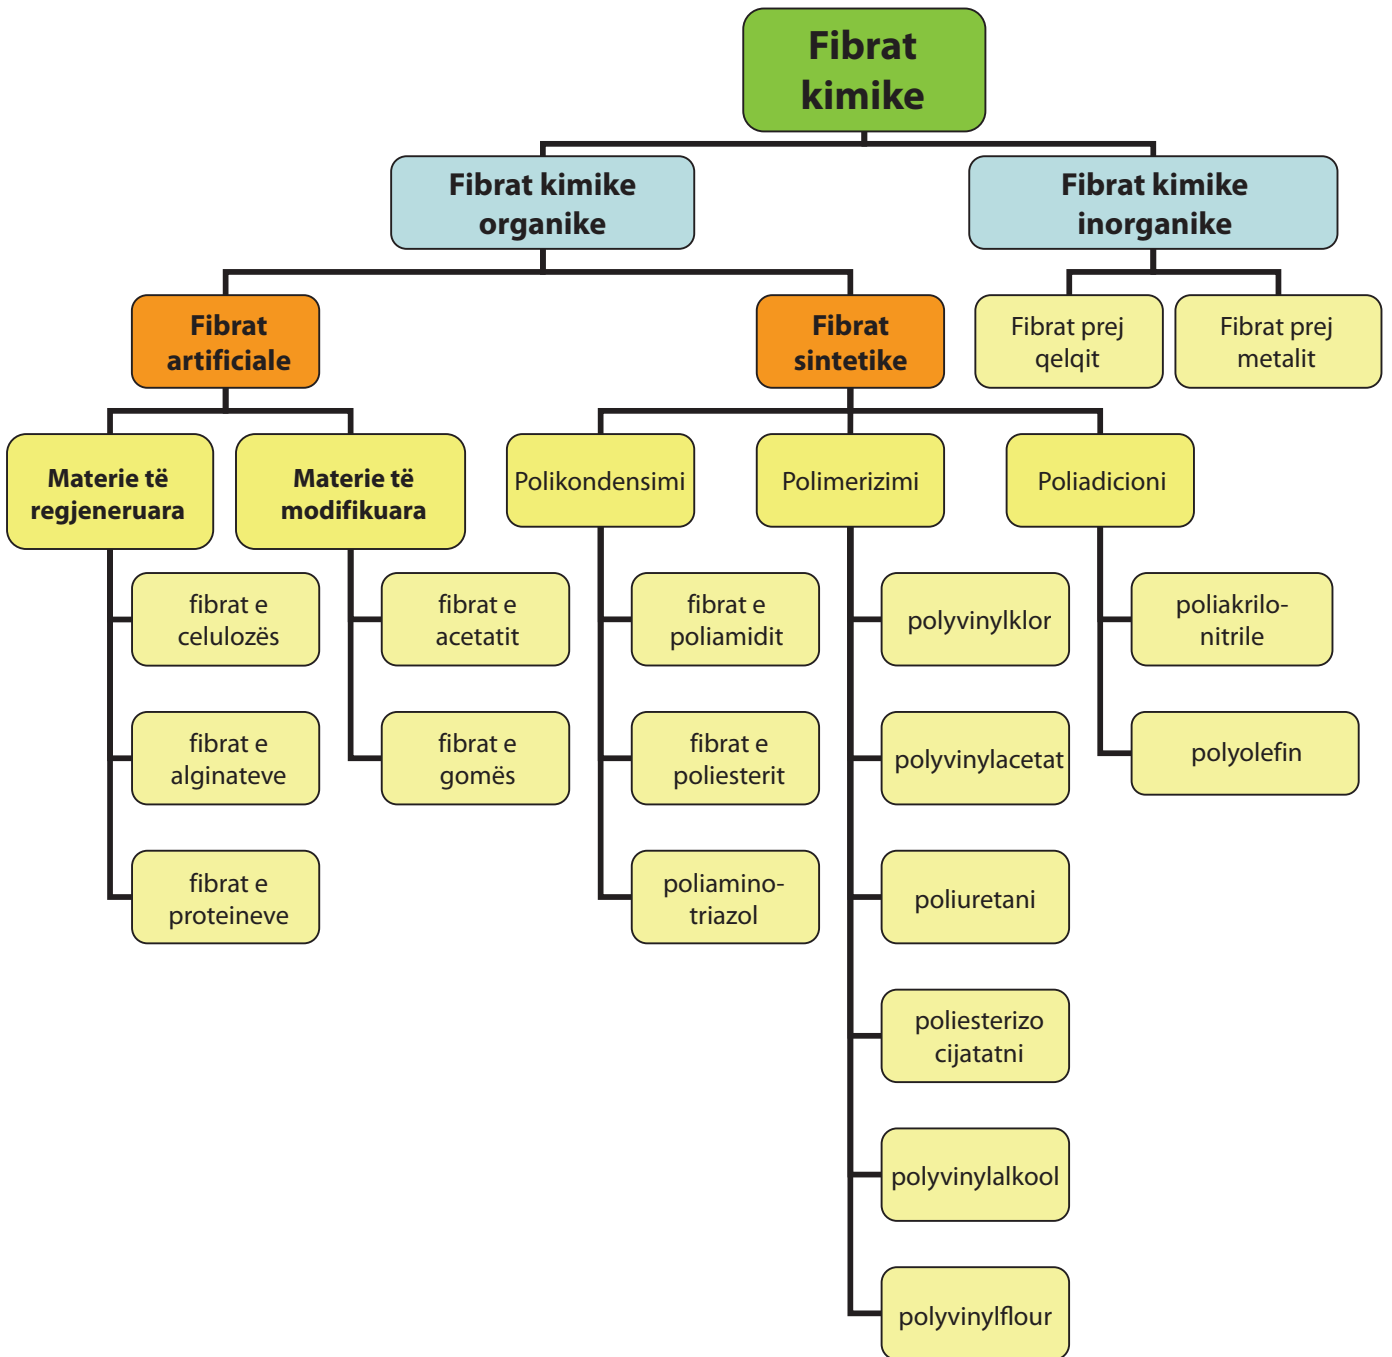 Fibrat
kimike
Fibrat kimike
organike
Fibrat kimike
inorganike
Fibrat
artificiale
Fibrat
sintetike
Fibrat prej
qelqit
Fibrat prej
metalit
Materie të
regjeneruara
Materie të
modifikuara
Polikondensimi
Polimerizimi
Poliadicioni
fibrat e
celulozës
fibrat e
alginateve
fibrat e
proteineve
fibrat e
acetatit
fibrat e
gomës
fibrat e
poliamidit
fibrat e
poliesterit
poliamino-
triazol
polyvinylklor
polyvinylacetat
poliuretani
poliesterizo
cijatatni
polyvinylalkool
polyvinylflour
poliakrilo-
nitrile
polyolefin